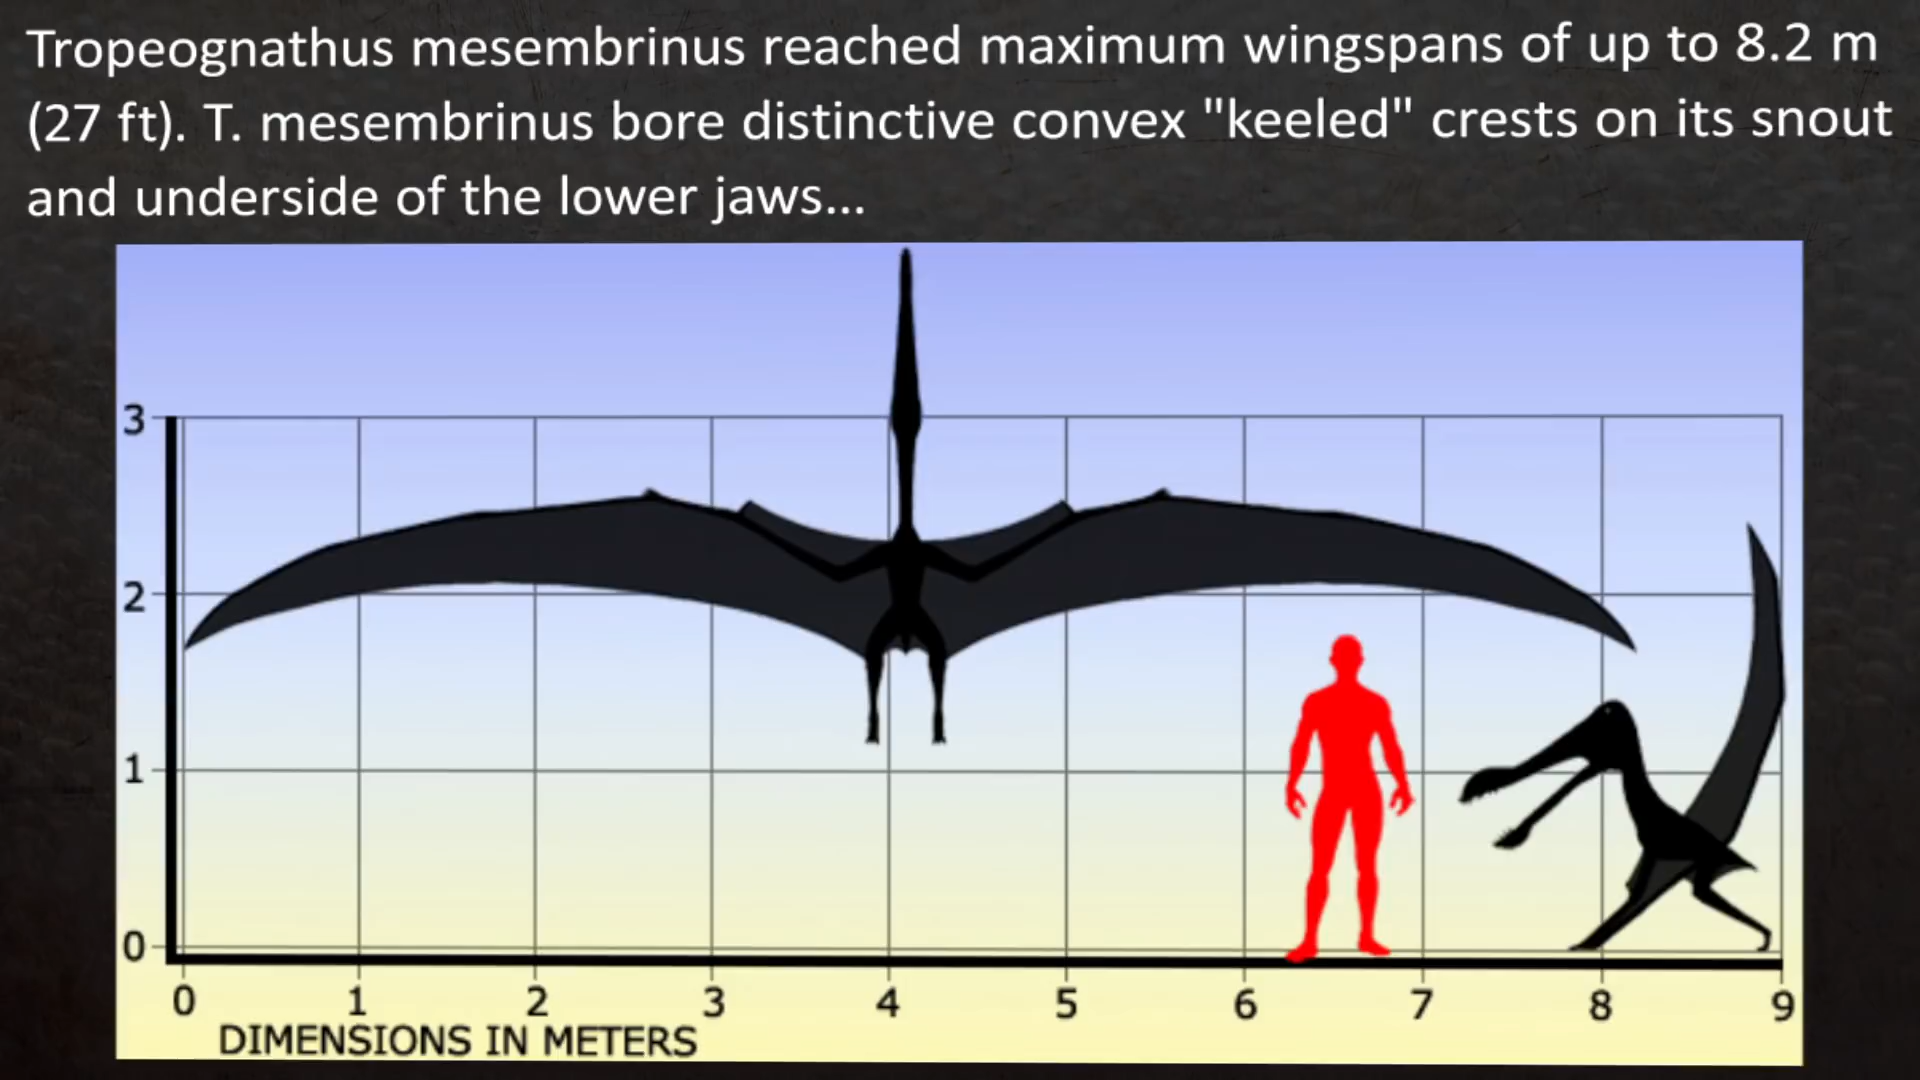 Tropeognathus mesembrinus reached maximum wingspans of up to 8.2 m
(27 ft). T. mesembrinus bore distinctive convex "keeled" crests on its snout
and underside of the lower jaws...
3
2
1
0
0 1 2 3 4 5 6 7 8 9
DIMENSIONS IN METERS